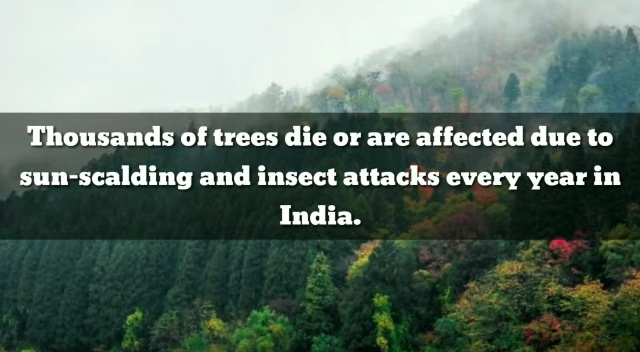 Thousands of trees die or are affected due to
sun-scalding and insect attacks every year in
India.